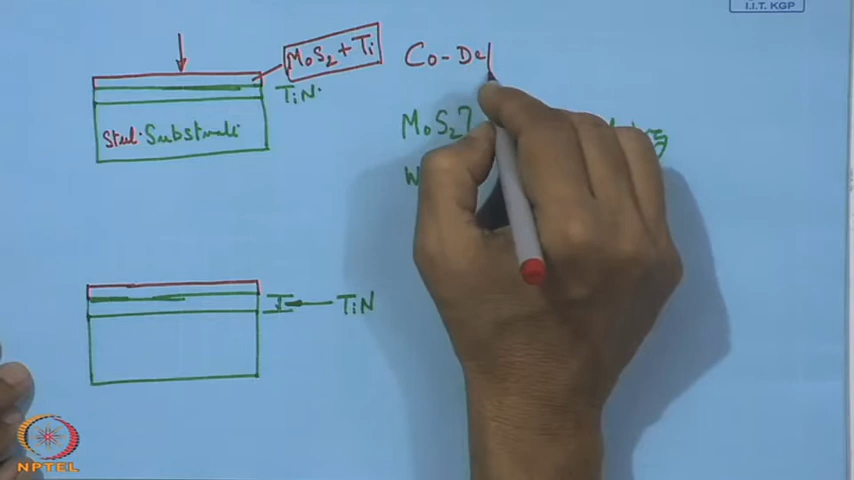 I.I.T. KGP
MoS2+Ti
Co-De
TiN.
Steel. Substrate
MoS2
W
TiN
NPTEL